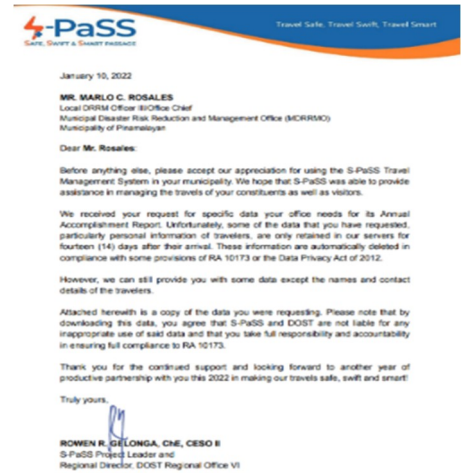 S-PaSS
SAFE, SWIFT & SMART PASSAGE
Travel Safe, Travel Swift, Travel Smart
January 10, 2022
MR. MARLO C. ROSALES
Local DRRM Officer III/Office Chief
Municipal Disaster Risk Reduction and Management Office (MDRRMO)
Municipality of Pinamalayan
Dear Mr. Rosales:
Before anything else, please accept our appreciation for using the S-PaSS Travel
Management System in your municipality. We hope that S-PaSS was able to provide
assistance in managing the travels of your constituents as well as visitors.
We received your request for specific data your office needs for its Annual
Accomplishment Report. Unfortunately, some of the data that you have requested,
particularly personal information of travelers, are only retained in our servers for
fourteen (14) days after their arrival. These information are automatically deleted in
compliance with some provisions of RA 10173 or the Data Privacy Act of 2012.
However, we can still provide you with some data except the names and contact
details of the travelers.
Attached herewith is a copy of the data you were requesting. Please note that by
downloading this data, you agree that S-PaSS and DOST are not liable for any
inappropriate use of said data and that you take full responsibility and accountability
in ensuring full compliance to RA 10173.
Thank you for the continued support and looking forward to another year of
productive partnership with you this 2022 in making our travels safe, swift and smart!
Truly yours,
ROWEN R. GELONGA, ChE, CESO II
S-PaSS Project Leader and
Regional Director, DOST Regional Office VI